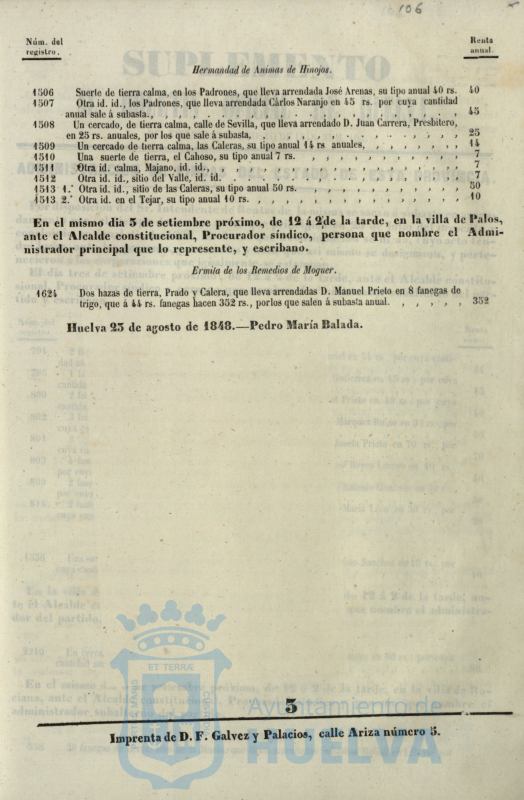 106
Núm. del
registro.
Renta
anual.
Hermandad de Animas de Hinojos.
1506 Suerte de tierra calma, en los Padrones, que lleva arrendada José Arenas, su tipo anual 40 rs. 40
1507 Otra id. id., los Padrones, que lleva arrendada Cárlos Naranjo en 45 rs. por cuya cantidad
anual sale á subasta., , , , , , , , , , , , , , , 45
1508 Un cercado, de tierra calma, calle de Sevilla, que lleva arrendado D. Juan Carrera, Presbitero,
en 25 rs. anuales, por los que sale á subasta, , , , , , , , , , 25
1509 Un cercado de tierra calma, las Caleras, su tipo anual 14 rs anuales, , , , , , , 14
1510 Una suerte de tierra, el Cahoso, su tipo anual 7 rs. , , , , , , , , , , 7
1511 Otra id. calma, Majano, id. id., , , , , , , , , , , , , , , 7
1512 Otra id. id., sitio del Valle, id. id. , , , , , , , , , , , , , , 7
1513 1.° Otra id. id., sitio de las Caleras, su tipo anual 50 rs. , , , , , , , , , , 50
1513 2.° Otra id. en el Tejar, su tipo anual 10 rs. , , , , , , , , , , , , 10
En el mismo dia 3 de setiembre próximo, de 12 á 2 de la tarde, en la villa de Palos,
ante el Alcalde constitucional, Procurador síndico, persona que nombre el Admi-
nistrador principal que lo represente, y escribano.
Ermita de los Remedios de Moguer.
1624 Dos hazas de tierra, Prado y Calera, que lleva arrendadas D. Manuel Prieto en 8 fanegas de
trigo, que á 44 rs. fanegas hacen 352 rs., por los que salen á subasta anual. , , , , , 352
Huelva 25 de agosto de 1848.—Pedro María Balada.
ET TERRÆ
Ayuntamiento de
HUELVA
3
Imprenta de D. F. Galvez y Palacios, calle Ariza número 5.